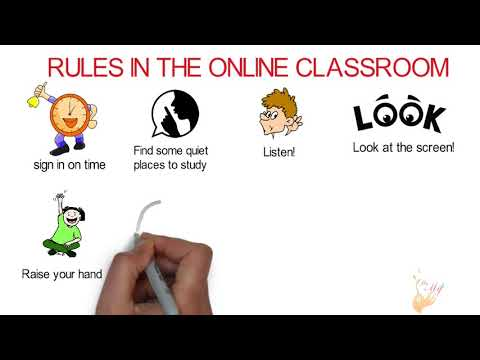 RULES IN THE ONLINE CLASSROOM
LOOK
sign in on time
Find some quiet
places to study
Listen!
Look at the screen!
Raise your hand